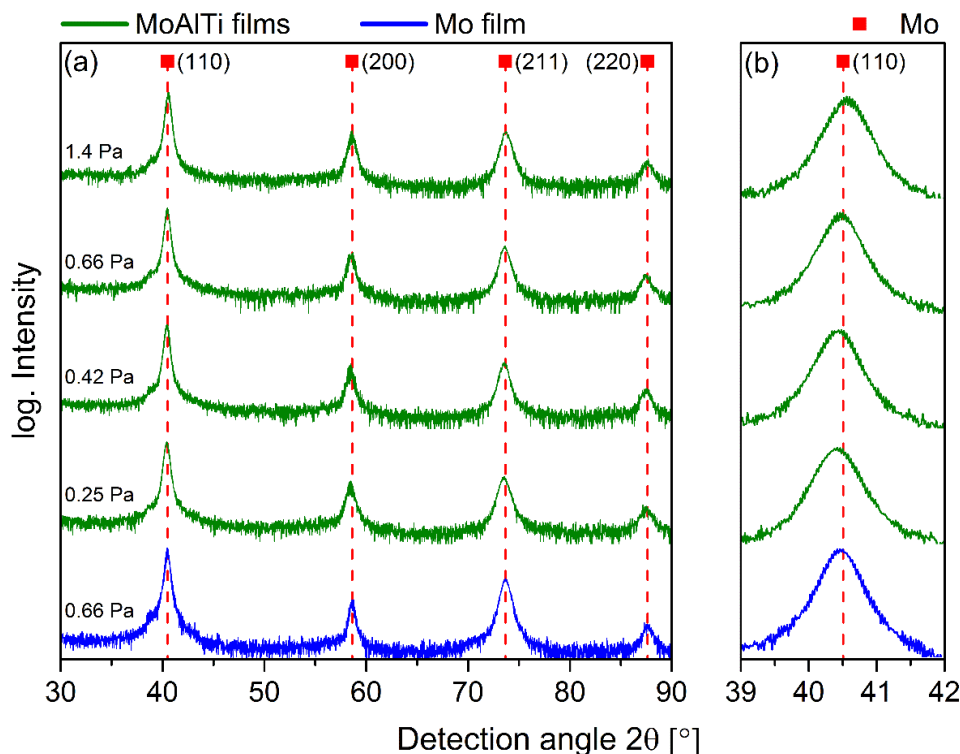 MoAlTi films Mo film Mo
(a) (110) (200) (211) (220) (b) (110)
1.4 Pa
0.66 Pa
0.42 Pa
0.25 Pa
0.66 Pa
log. Intensity
30 40 50 60 70 80 90 39 40 41 42
Detection angle 2θ [°]